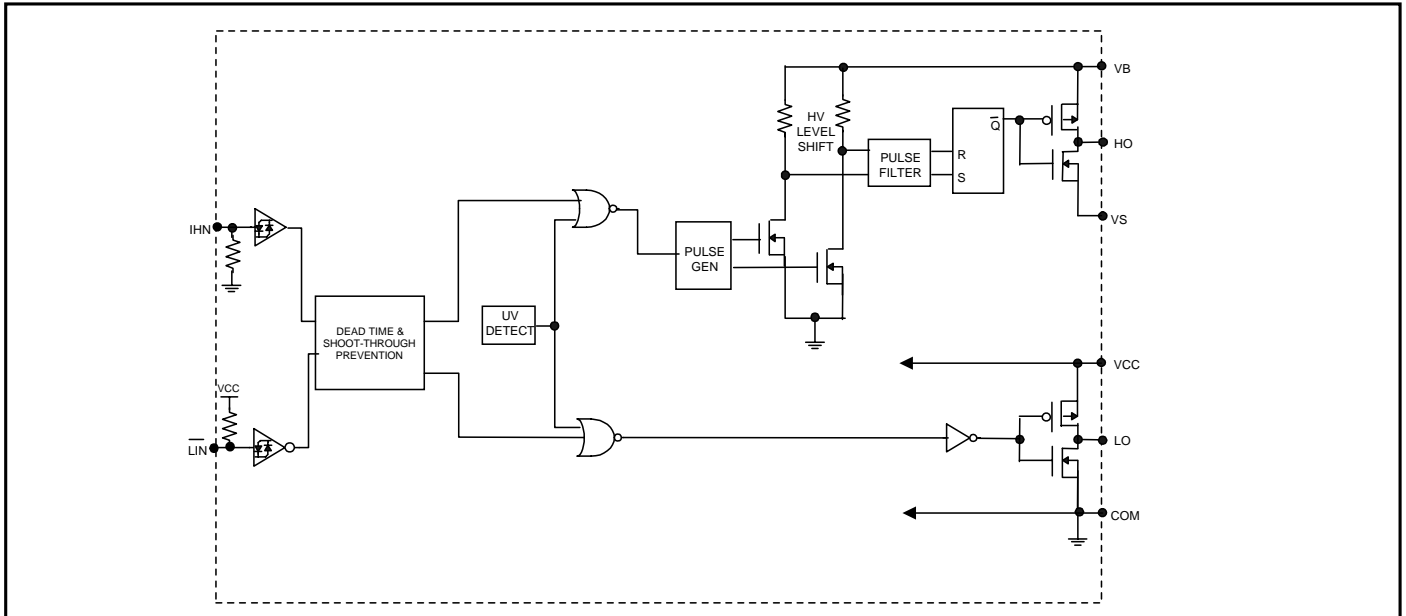 VB
HV
LEVEL
SHIFT
Q̅
HO
PULSE
FILTER
R
S
VS
IHN
PULSE
GEN
UV
DETECT
DEAD TIME &
SHOOT-THROUGH
PREVENTION
VCC
VCC
L̅I̅N̅
LO
COM